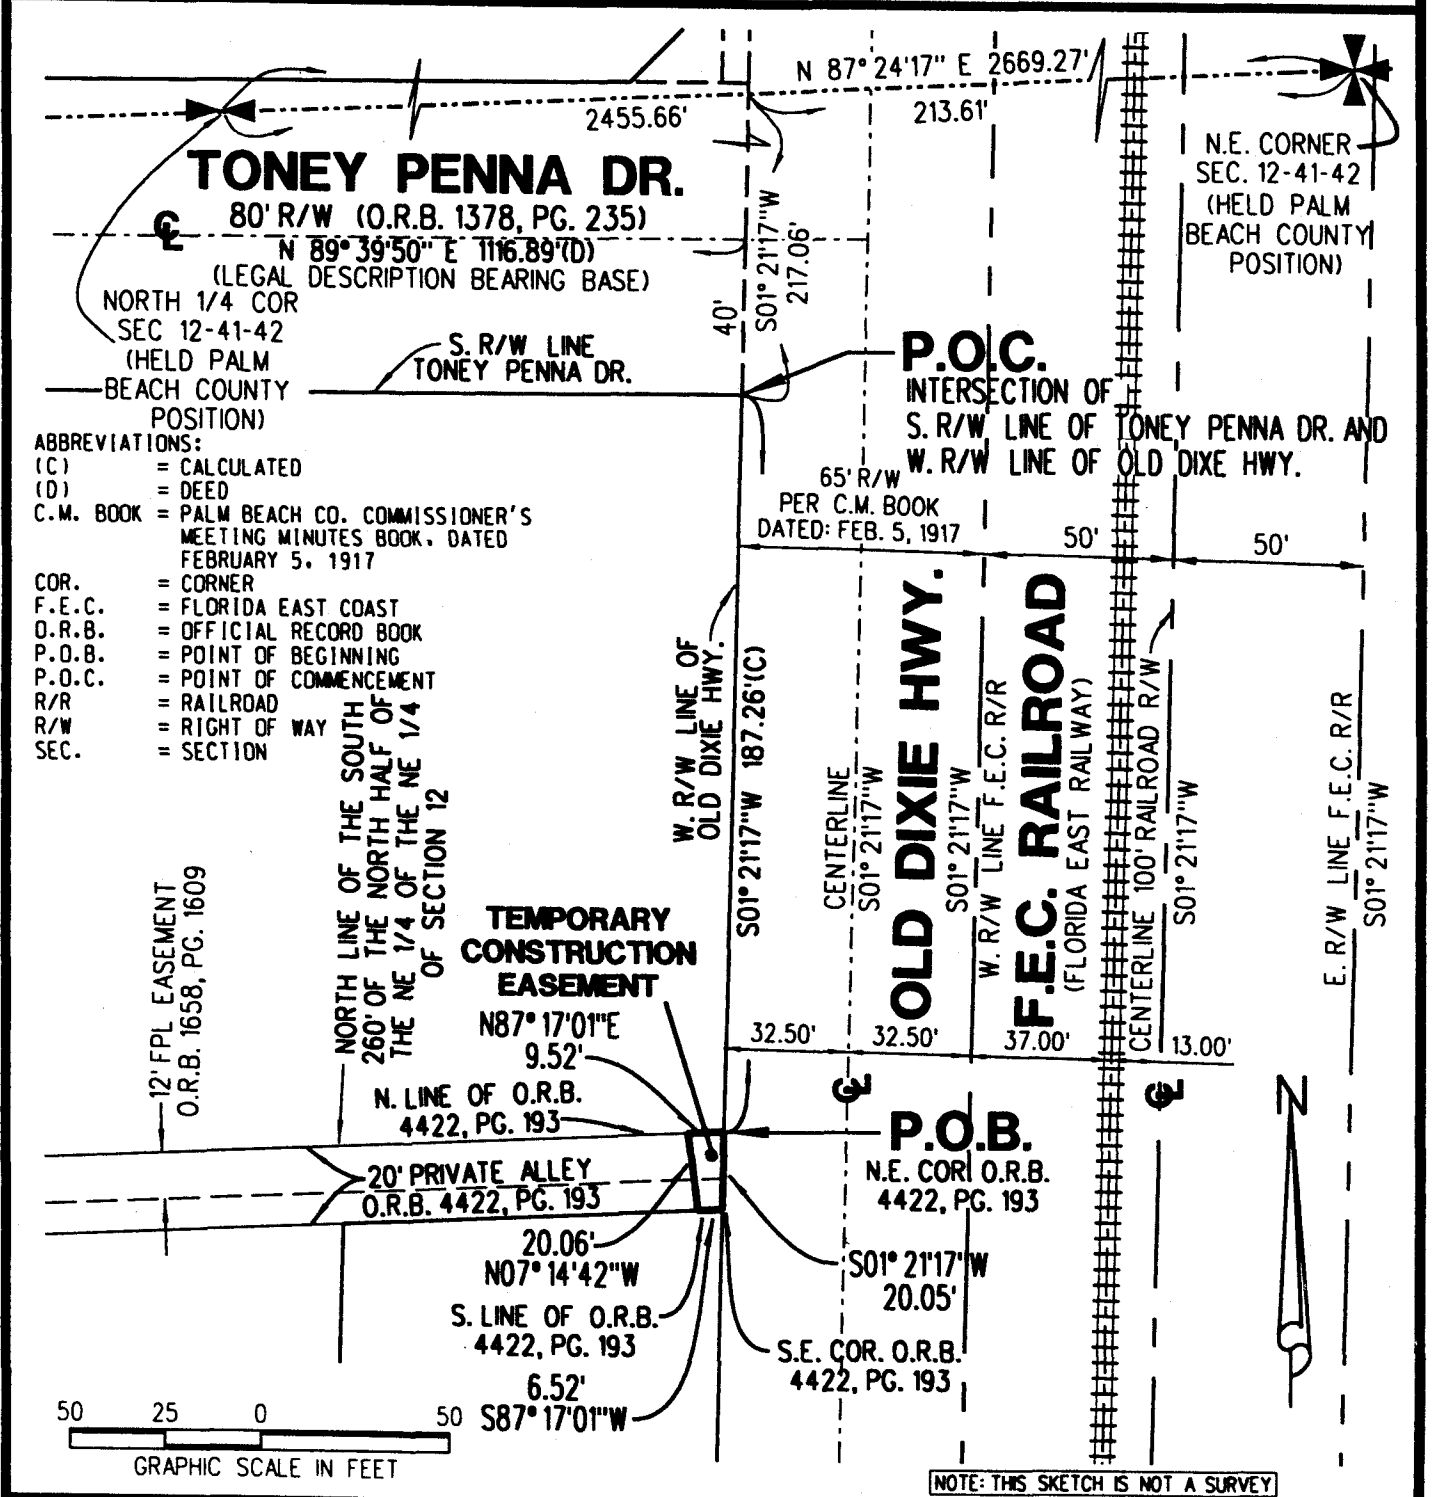 N 87° 24'17" E 2669.27'
2455.66'
213.61'
TONEY PENNA DR.
80' R/W (O.R.B. 1378, PG. 235)
N 89° 39'50" E 1116.89'(D)
(LEGAL DESCRIPTION BEARING BASE)
NORTH 1/4 COR
SEC 12-41-42
(HELD PALM
BEACH COUNTY
POSITION)
N.E. CORNER
SEC. 12-41-42
(HELD PALM
BEACH COUNTY
POSITION)
S01° 21'17"W
217.06'
40'
S. R/W LINE
TONEY PENNA DR.
P.O.C.
INTERSECTION OF
S. R/W LINE OF TONEY PENNA DR. AND
W. R/W LINE OF OLD DIXE HWY.
ABBREVIATIONS:
(C) = CALCULATED
(D) = DEED
C.M. BOOK = PALM BEACH CO. COMMISSIONER'S
MEETING MINUTES BOOK. DATED
FEBRUARY 5. 1917
COR. = CORNER
F.E.C. = FLORIDA EAST COAST
O.R.B. = OFFICIAL RECORD BOOK
P.O.B. = POINT OF BEGINNING
P.O.C. = POINT OF COMMENCEMENT
R/R = RAILROAD
R/W = RIGHT OF WAY
SEC. = SECTION
65' R/W
PER C.M. BOOK
DATED: FEB. 5, 1917
50'
50'
W. R/W LINE OF
OLD DIXIE HWY.
S01° 21'17"W 187.26'(C)
CENTERLINE
S01° 21'17"W
OLD DIXIE HWY.
S01° 21'17"W
W. R/W LINE F.E.C. R/R
F.E.C. RAILROAD
(FLORIDA EAST RAILWAY)
CENTERLINE 100' RAILROAD R/W
S01° 21'17"W
E. R/W LINE F.E.C. R/R
S01° 21'17"W
12' FPL EASEMENT
O.R.B. 1658, PG. 1609
NORTH LINE OF THE SOUTH
260' OF THE NORTH HALF OF
THE NE 1/4 OF THE NE 1/4
OF SECTION 12
TEMPORARY
CONSTRUCTION
EASEMENT
N87° 17'01"E
9.52'
32.50'
32.50'
37.00'
13.00'
N. LINE OF O.R.B.
4422, PG. 193
CL
CL
CL
N
P.O.B.
N.E. COR. O.R.B.
4422, PG. 193
20' PRIVATE ALLEY
O.R.B. 4422, PG. 193
20.06'
N07° 14'42"W
S01° 21'17"W
20.05'
S. LINE OF O.R.B.
4422, PG. 193
S.E. COR. O.R.B.
4422, PG. 193
6.52'
S87° 17'01"W
50 25 0 50
GRAPHIC SCALE IN FEET
NOTE: THIS SKETCH IS NOT A SURVEY